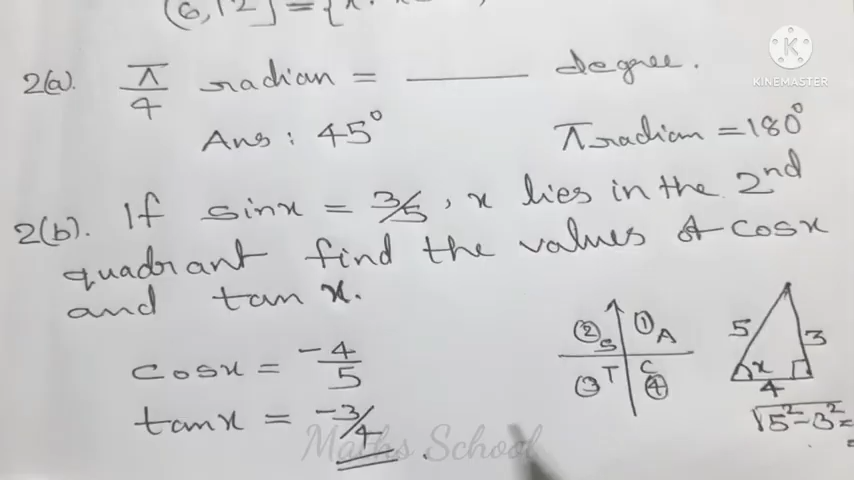 (6,12] = {x:
2(a). π/4 radian = ______ degree.
Ans: 45° π radian = 180°
2(b). If sinx = 3/5, x lies in the 2nd
quadrant find the values of cosx
and tan x.
cosx = -4/5
tanx = -3/4
② S ① A
③ T C ④
5 3
x
4
√5²-3² =
KINEMASTER
Maths School